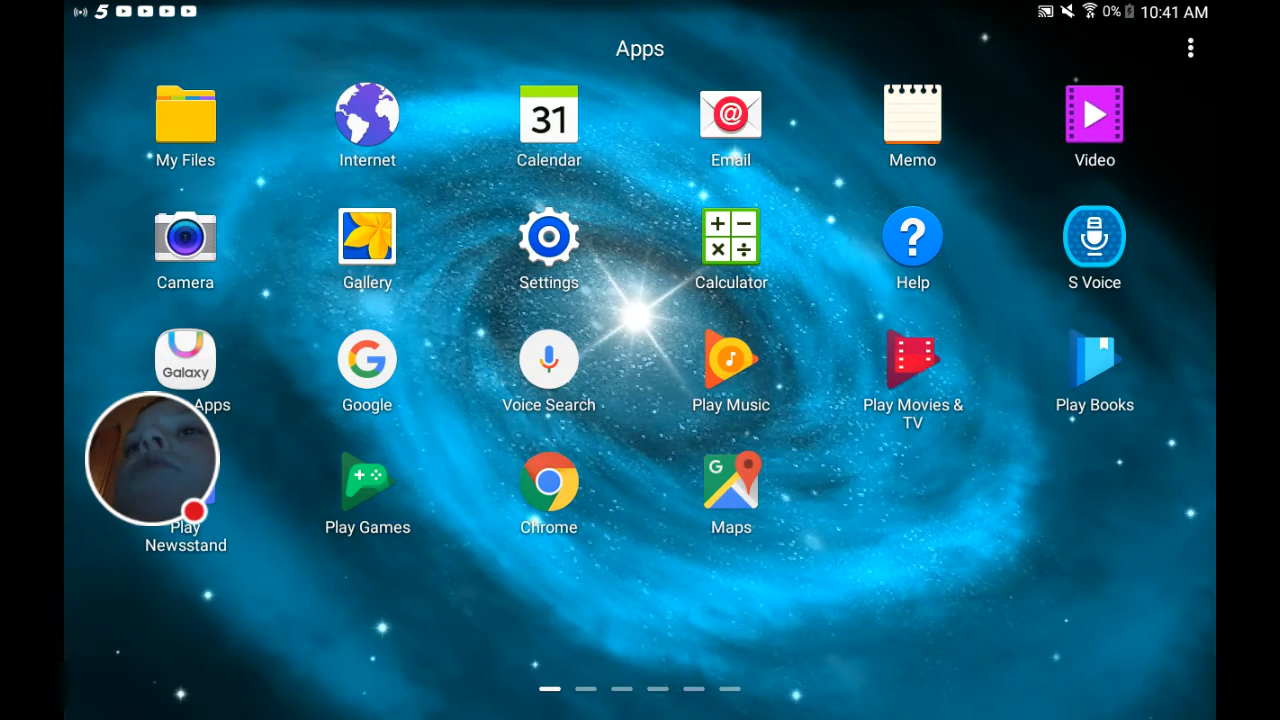 5
0%
10:41 AM
Apps
My Files
Internet
31
Calendar
@
Email
Memo
Video
Camera
Gallery
Settings
+ − × ÷
Calculator
?
Help
S Voice
Galaxy
Apps
G
Google
Voice Search
Play Music
Play Movies &
TV
Play Books
Play
Newsstand
Play Games
Chrome
G
Maps